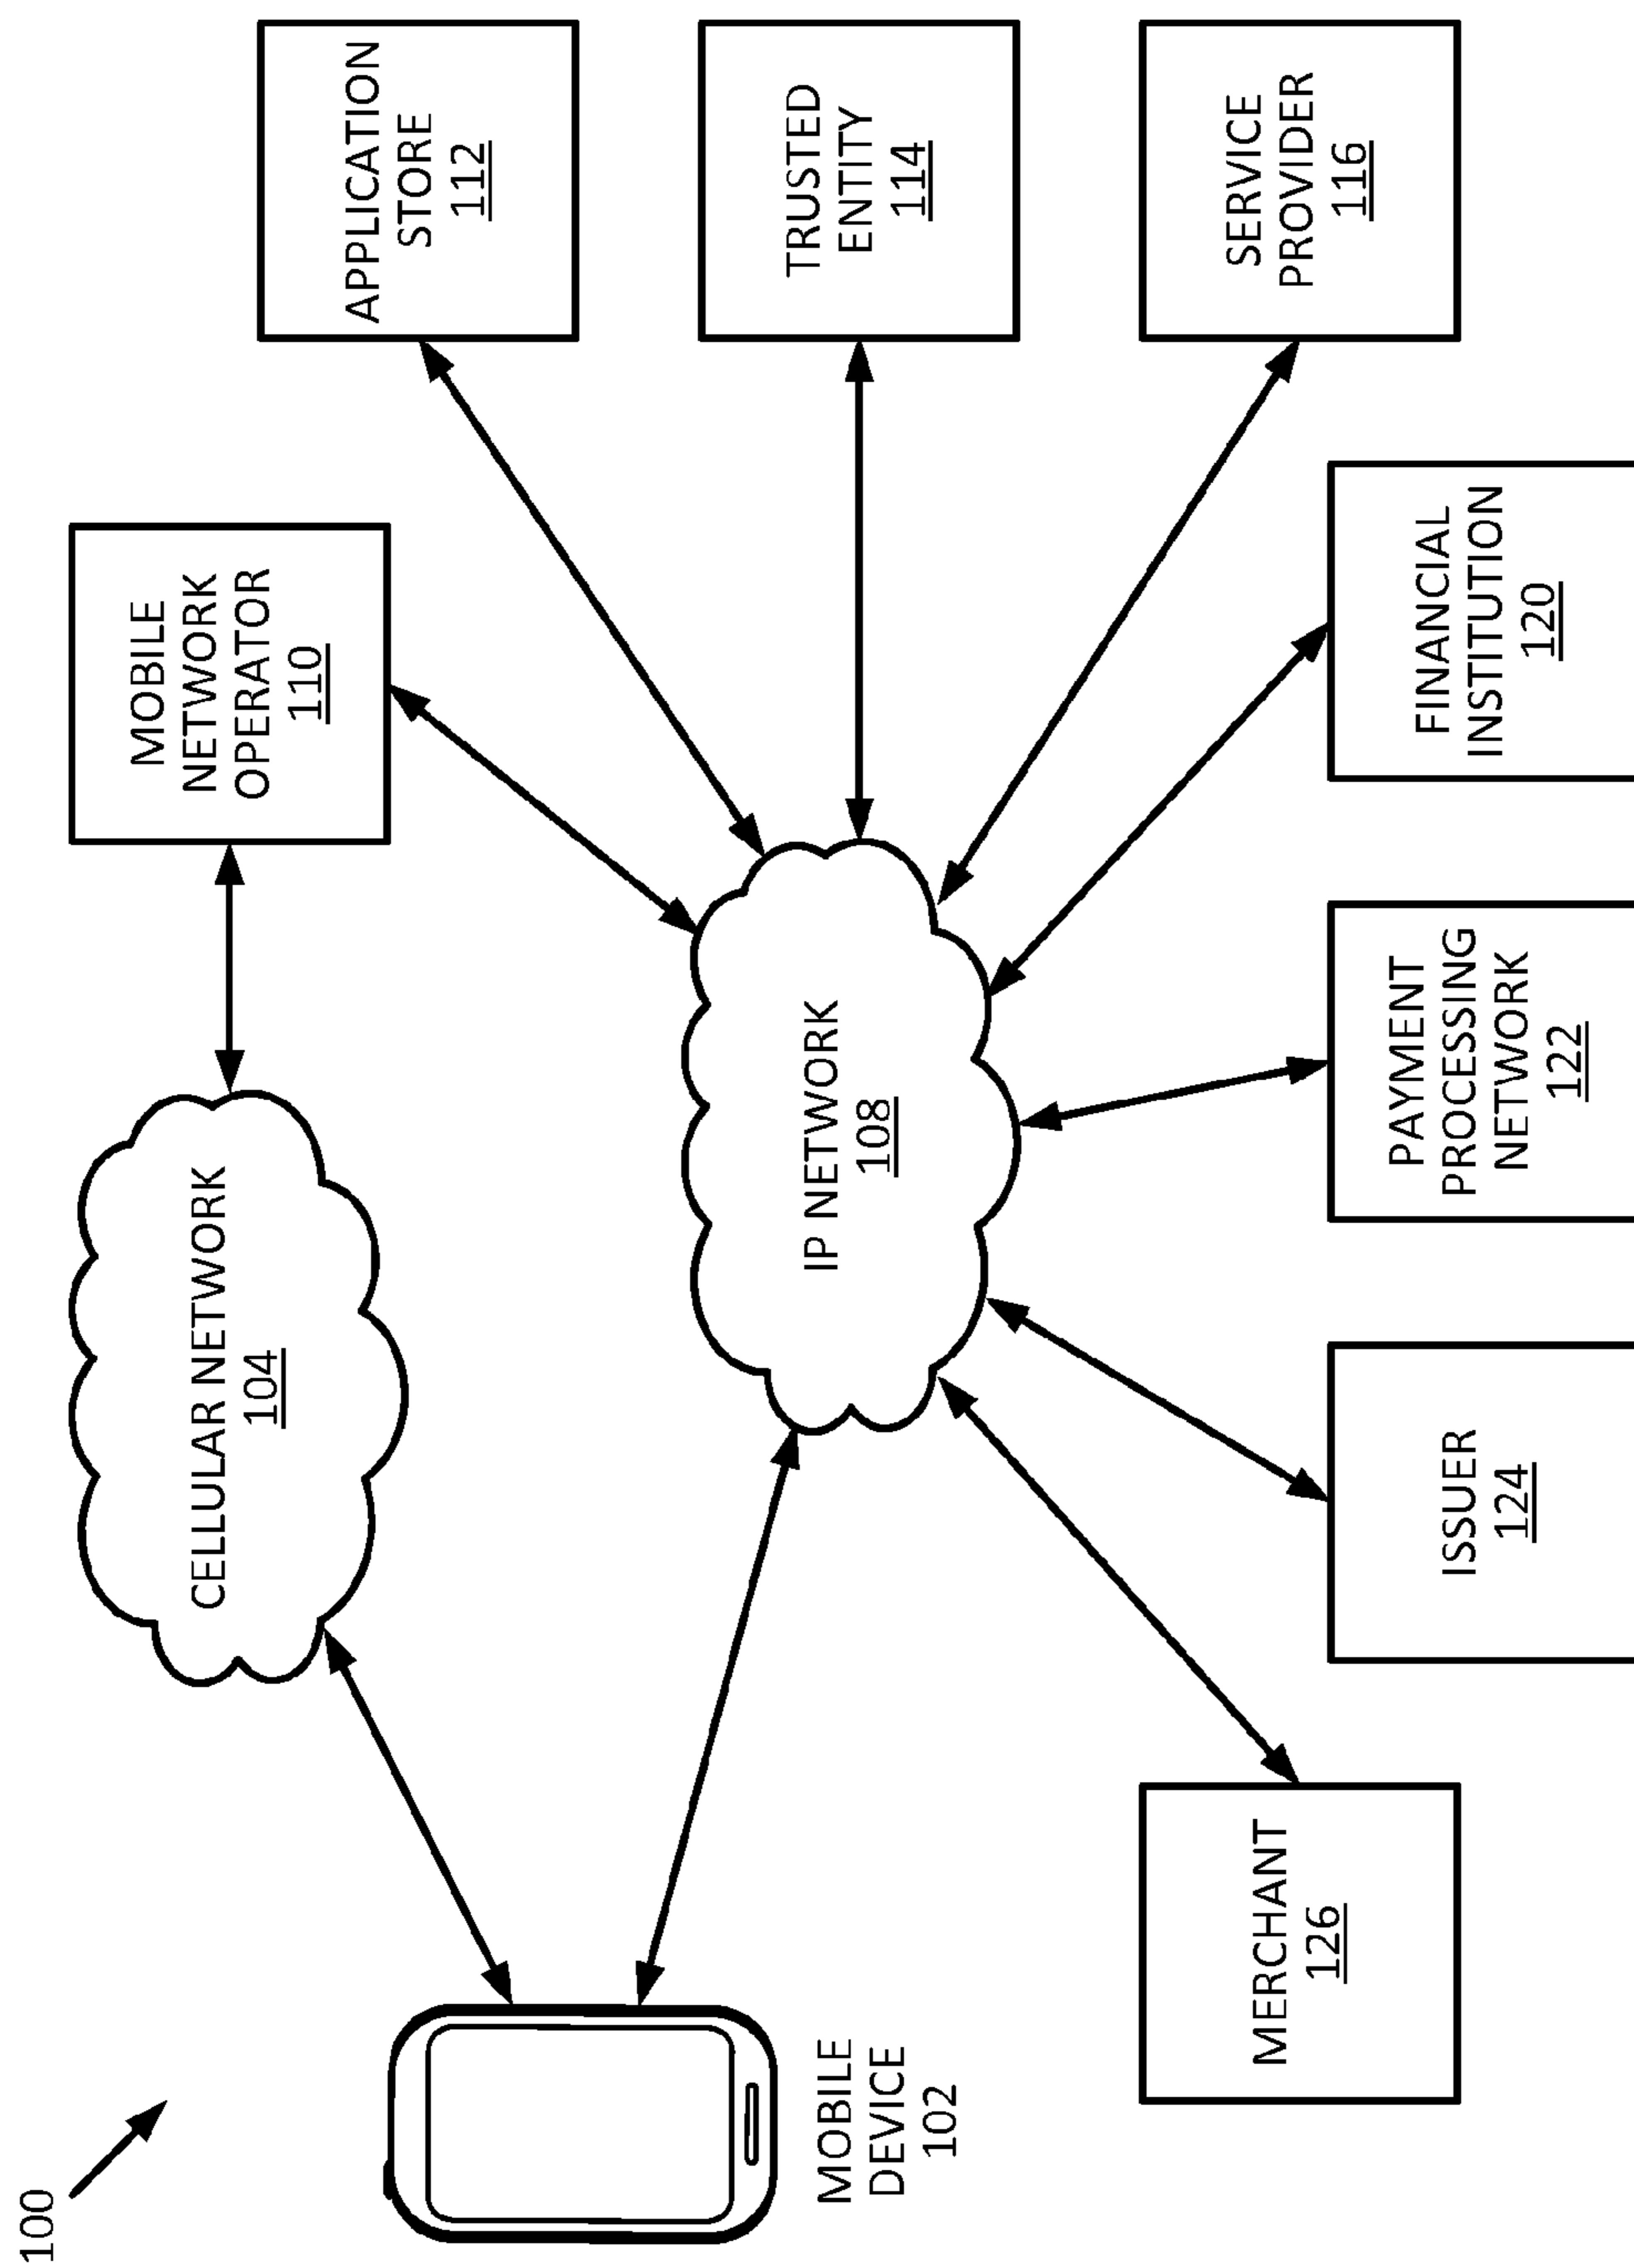 100
MOBILE
DEVICE
102
CELLULAR NETWORK
104
MOBILE
NETWORK
OPERATOR
110
IP NETWORK
108
APPLICATION
STORE
112
TRUSTED
ENTITY
114
SERVICE
PROVIDER
116
MERCHANT
126
ISSUER
124
PAYMENT
PROCESSING
NETWORK
122
FINANCIAL
INSTITUTION
120